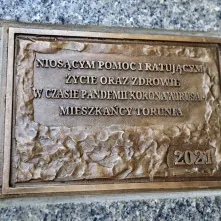 NIOSĄCYM POMOC I RATUJĄCYM
ŻYCIE ORAZ ZDROWIE
W CZASIE PANDEMII KORONAWIRUSA
MIESZKAŃCY TORUNIA
2021